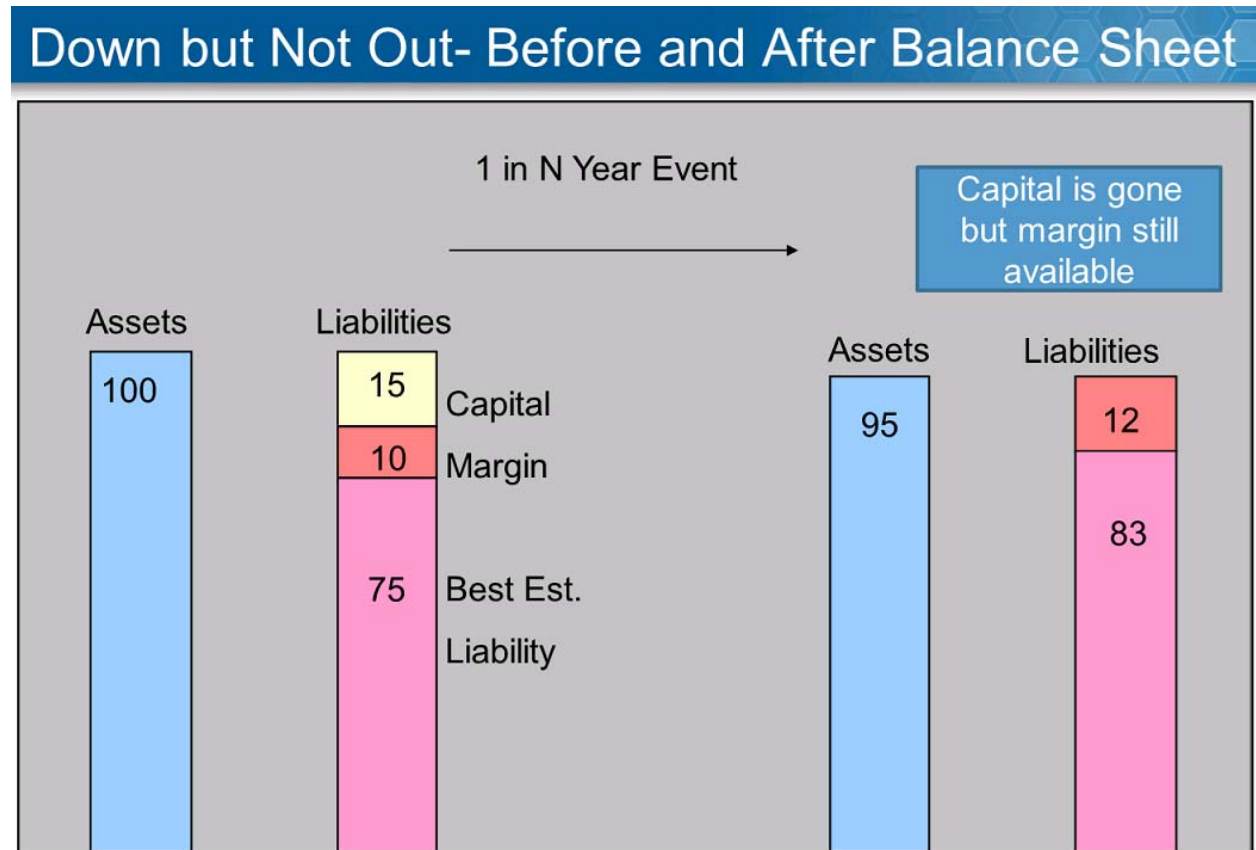 Down but Not Out- Before and After Balance Sheet
1 in N Year Event
Capital is gone
but margin still
available
Assets
Liabilities
100
15
Capital
10
Margin
75
Best Est.
Liability
Assets
Liabilities
95
12
83